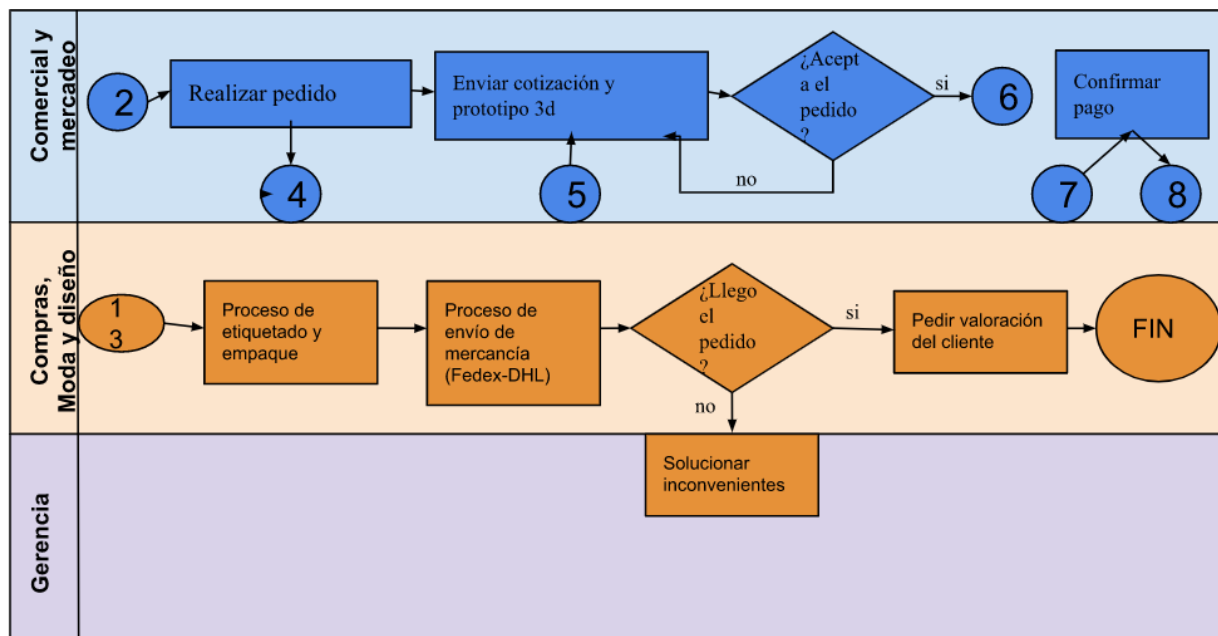 Comercial y
mercadeo
2
Realizar pedido
4
Enviar cotización y
prototipo 3d
5
¿Acept
a el
pedido
?
si
no
6
Confirmar
pago
7
8
Compras,
Moda y diseño
1
3
Proceso de
etiquetado y
empaque
Proceso de
envío de
mercancía
(Fedex-DHL)
¿Llego
el
pedido
?
si
no
Pedir valoración
del cliente
FIN
Gerencia
Solucionar
inconvenientes